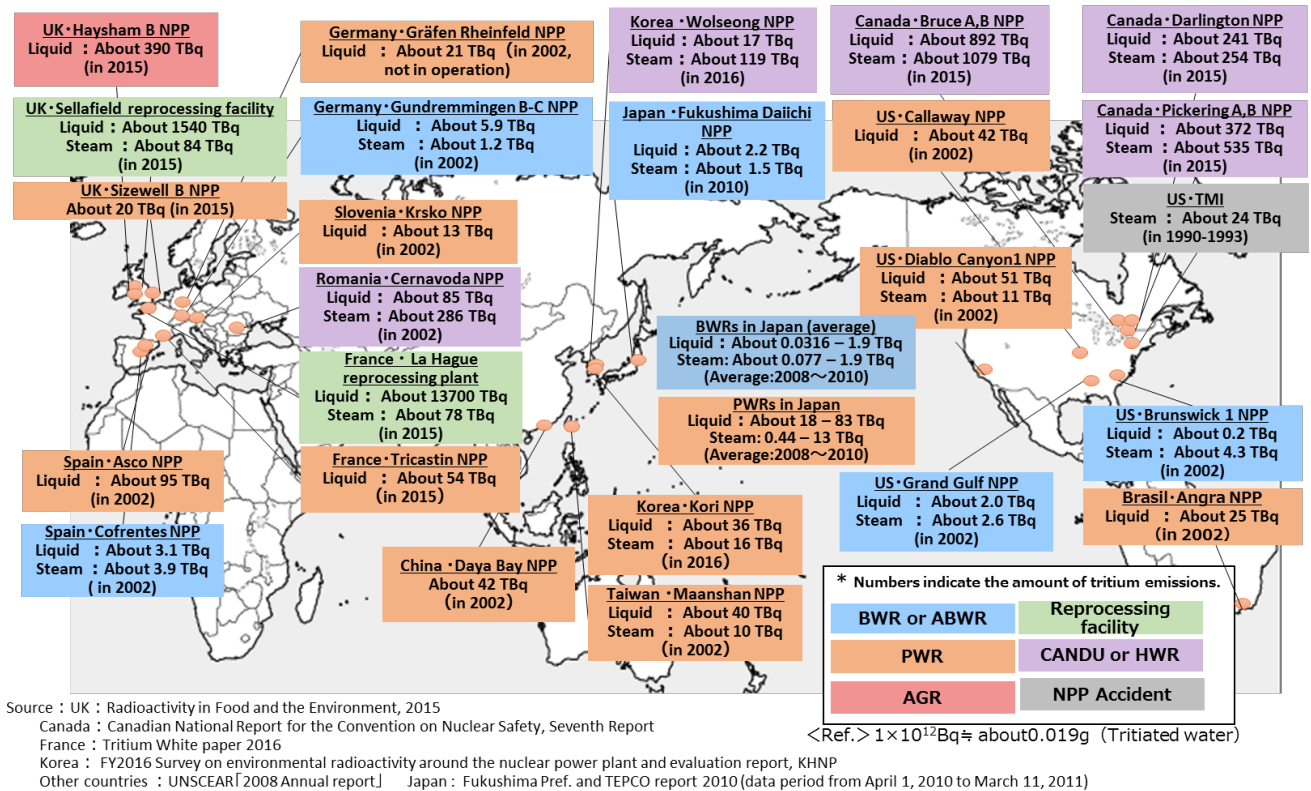 UK・Haysham B NPP
Liquid：About 390 TBq
(in 2015)
Germany・Gräfen Rheinfeld NPP
Liquid ：About 21 TBq（in 2002,
not in operation)
Korea・Wolseong NPP
Liquid：About 17 TBq
Steam：About 119 TBq
(in 2016)
Canada・Bruce A,B NPP
Liquid：About 892 TBq
Steam：About 1079 TBq
(in 2015)
Canada・Darlington NPP
Liquid：About 241 TBq
Steam：About 254 TBq
(in 2015)
UK・Sellafield reprocessing facility
Liquid：About 1540 TBq
Steam：About 84 TBq
(in 2015)
Germany・Gundremmingen B-C NPP
Liquid ：About 5.9 TBq
Steam：About 1.2 TBq
(in 2002)
Japan・Fukushima Daiichi
NPP
Liquid：About 2.2 TBq
Steam：About 1.5 TBq
(in 2010)
US・Callaway NPP
Liquid ：About 42 TBq
(in 2002)
Canada・Pickering A,B NPP
Liquid：About 372 TBq
Steam：About 535 TBq
(in 2015)
UK・Sizewell B NPP
About 20 TBq (in 2015)
Slovenia・Krsko NPP
Liquid：About 13 TBq
(in 2002)
US・TMI
Steam ：About 24 TBq
(in 1990-1993)
Romania・Cernavoda NPP
Liquid：About 85 TBq
Steam：About 286 TBq
(in 2002)
US・Diablo Canyon1 NPP
Liquid ：About 51 TBq
Steam：About 11 TBq
(in 2002)
BWRs in Japan (average)
Liquid：About 0.0316 – 1.9 TBq
Steam: About 0.077 – 1.9 TBq
(Average:2008～2010)
France・ La Hague
reprocessing plant
Liquid：About 13700 TBq
Steam：About 78 TBq
(in 2015)
PWRs in Japan
Liquid：About 18 – 83 TBq
Steam: 0.44 – 13 TBq
(Average:2008～2010)
US・Brunswick 1 NPP
Liquid ：About 0.2 TBq
Steam：About 4.3 TBq
(in 2002)
Spain・Asco NPP
Liquid ：About 95 TBq
(in 2002)
France・Tricastin NPP
Liquid：About 54 TBq
（in 2015)
US・Grand Gulf NPP
Liquid ：About 2.0 TBq
Steam ：About 2.6 TBq
(in 2002)
Brasil・Angra NPP
Liquid：About 25 TBq
（in 2002）
Spain・Cofrentes NPP
Liquid ：About 3.1 TBq
Steam：About 3.9 TBq
( in 2002)
Korea・Kori NPP
Liquid：About 36 TBq
Steam：About 16 TBq
(in 2016)
China・Daya Bay NPP
About 42 TBq
(in 2002）
Taiwan・Maanshan NPP
Liquid ：About 40 TBq
Steam ：About 10 TBq
（in 2002）
* Numbers indicate the amount of tritium emissions.
BWR or ABWR
Reprocessing
facility
PWR
CANDU or HWR
AGR
NPP Accident
＜Ref.＞1×10¹²Bq≒ about0.019g（Tritiated water）
Source：UK：Radioactivity in Food and the Environment, 2015
Canada：Canadian National Report for the Convention on Nuclear Safety, Seventh Report
France：Tritium White paper 2016
Korea： FY2016 Survey on environmental radioactivity around the nuclear power plant and evaluation report, KHNP
Other countries ：UNSCEAR｢2008 Annual report｣ Japan : Fukushima Pref. and TEPCO report 2010 (data period from April 1, 2010 to March 11, 2011)